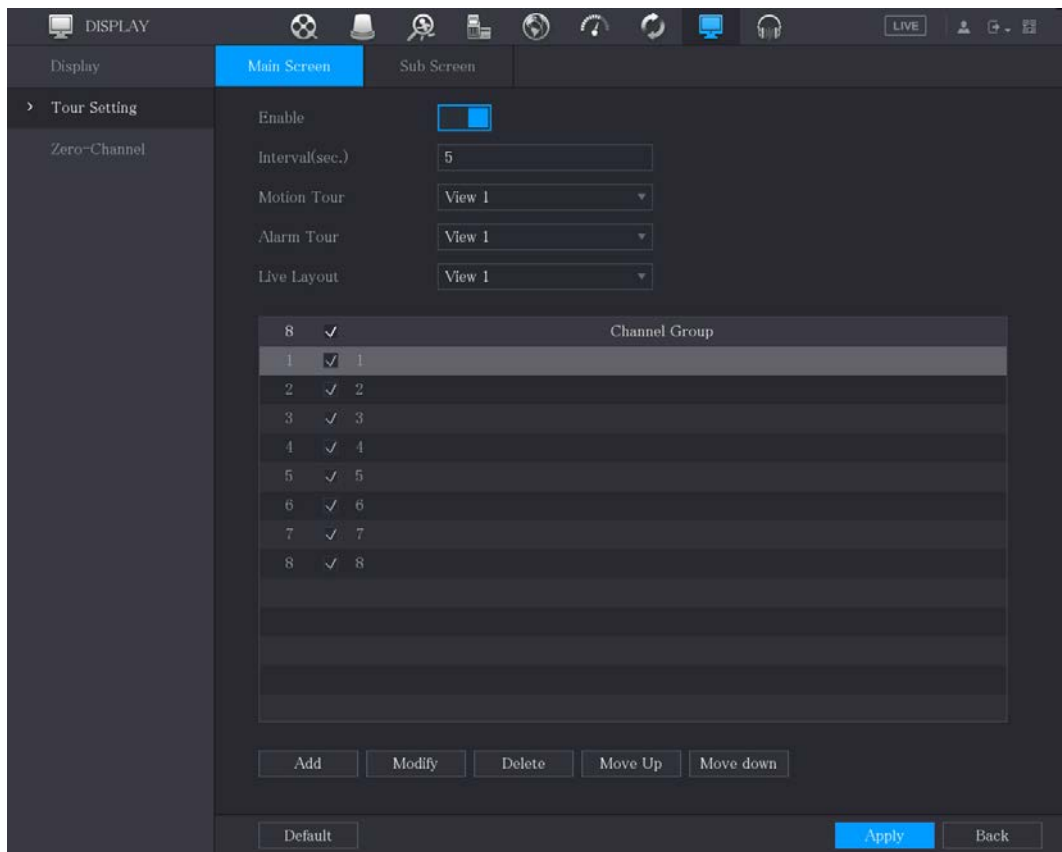 DISPLAY LIVE
Display Main Screen Sub Screen
Tour Setting
Enable
Zero-Channel
Interval(sec.) 5
Motion Tour View 1
Alarm Tour View 1
Live Layout View 1
8 Channel Group
1 1
2 2
3 3
4 4
5 5
6 6
7 7
8 8
Add Modify Delete Move Up Move down
Default Apply Back